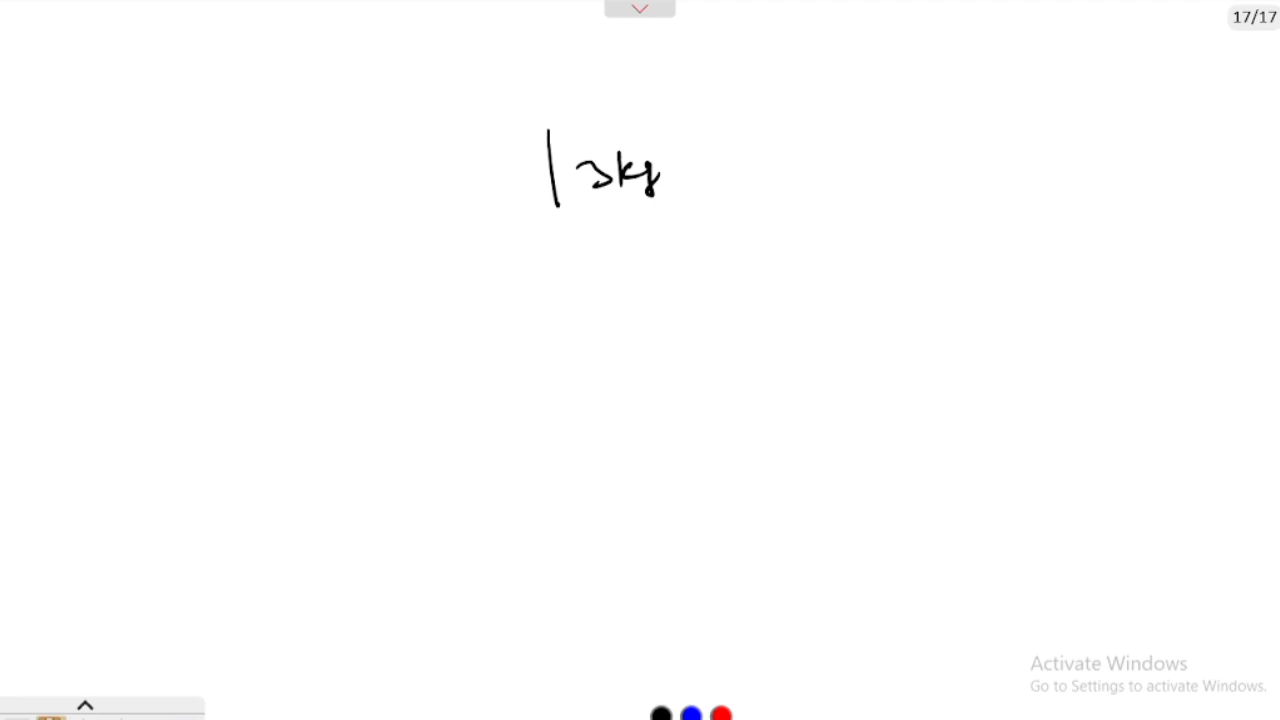 17/17
| 3kg
Activate Windows
Go to Settings to activate Windows.